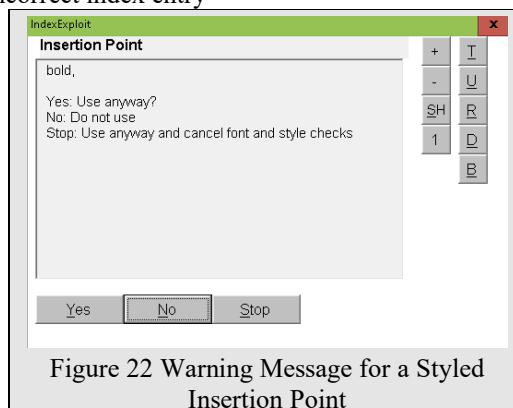 incorrect index entry
IndexExploit x
Insertion Point
bold,
Yes: Use anyway?
No: Do not use
Stop: Use anyway and cancel font and style checks
+ T
- U
SH R
1 D
B
Yes No Stop
Figure 22 Warning Message for a Styled
Insertion Point